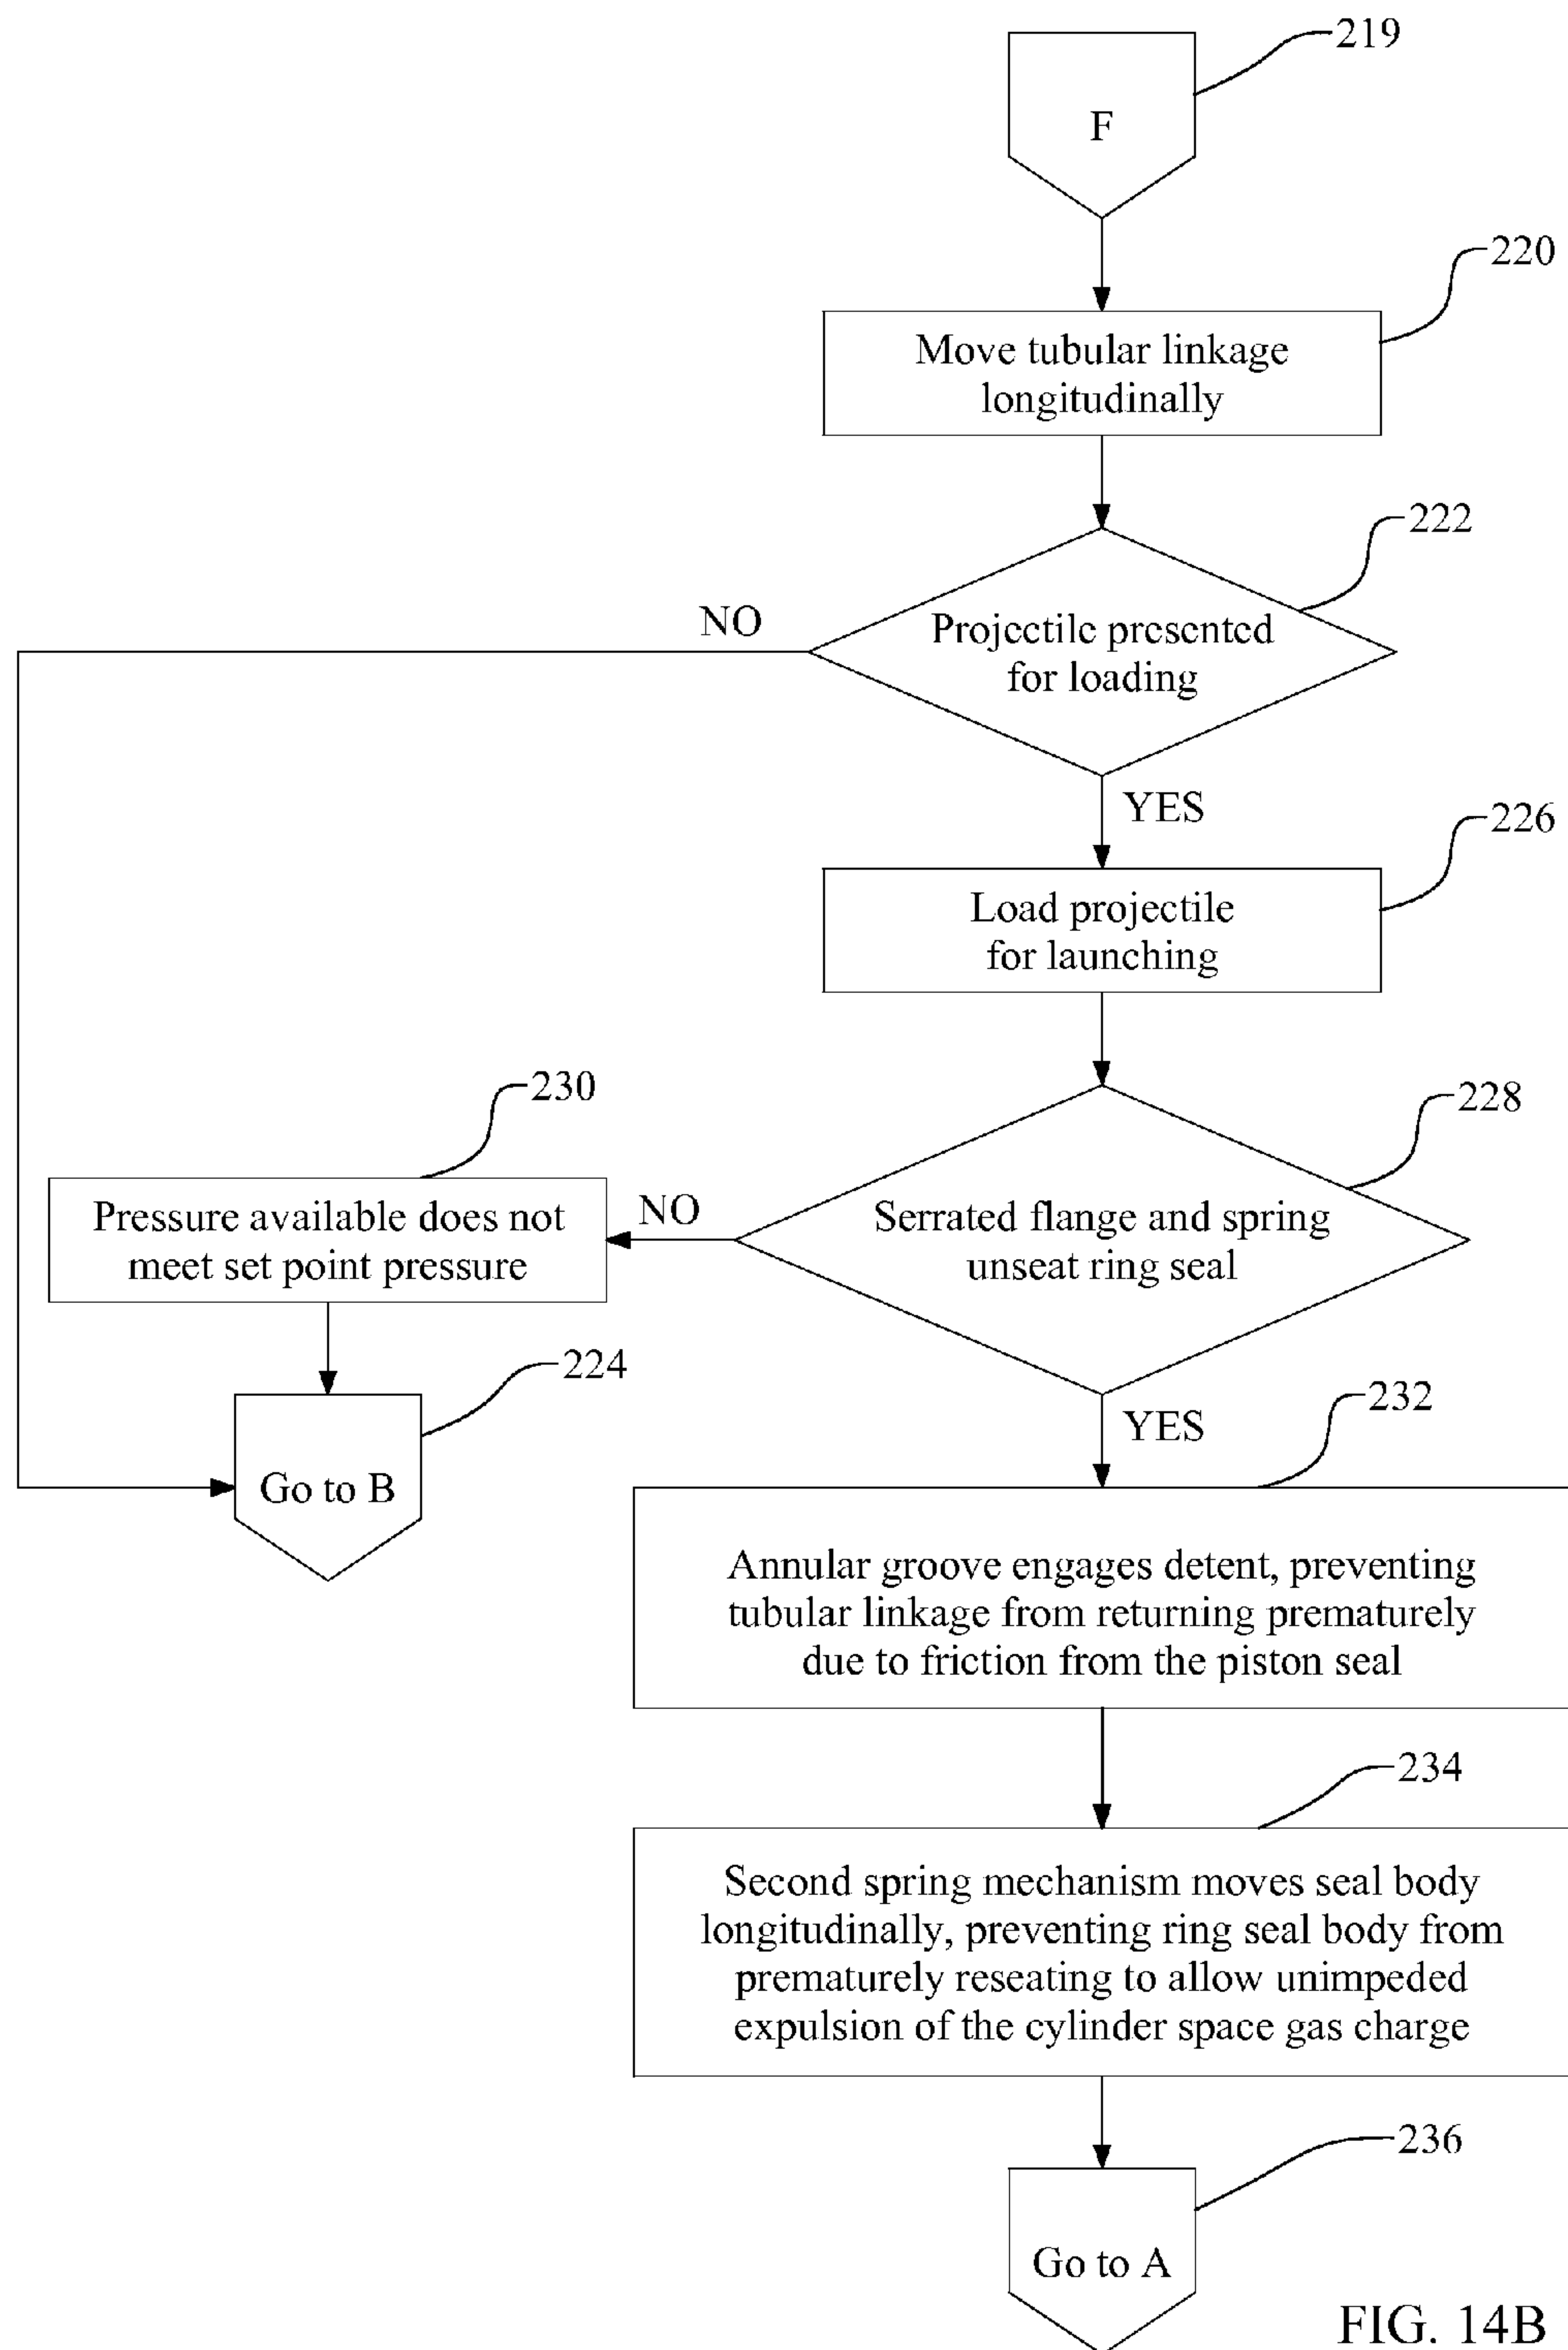 219
F
220
Move tubular linkage
longitudinally
222
NO
Projectile presented
for loading
YES
226
Load projectile
for launching
230
228
Pressure available does not
meet set point pressure
NO
Serrated flange and spring
unseat ring seal
224
YES
232
Go to B
Annular groove engages detent, preventing
tubular linkage from returning prematurely
due to friction from the piston seal
234
Second spring mechanism moves seal body
longitudinally, preventing ring seal body from
prematurely reseating to allow unimpeded
expulsion of the cylinder space gas charge
236
Go to A
FIG. 14B